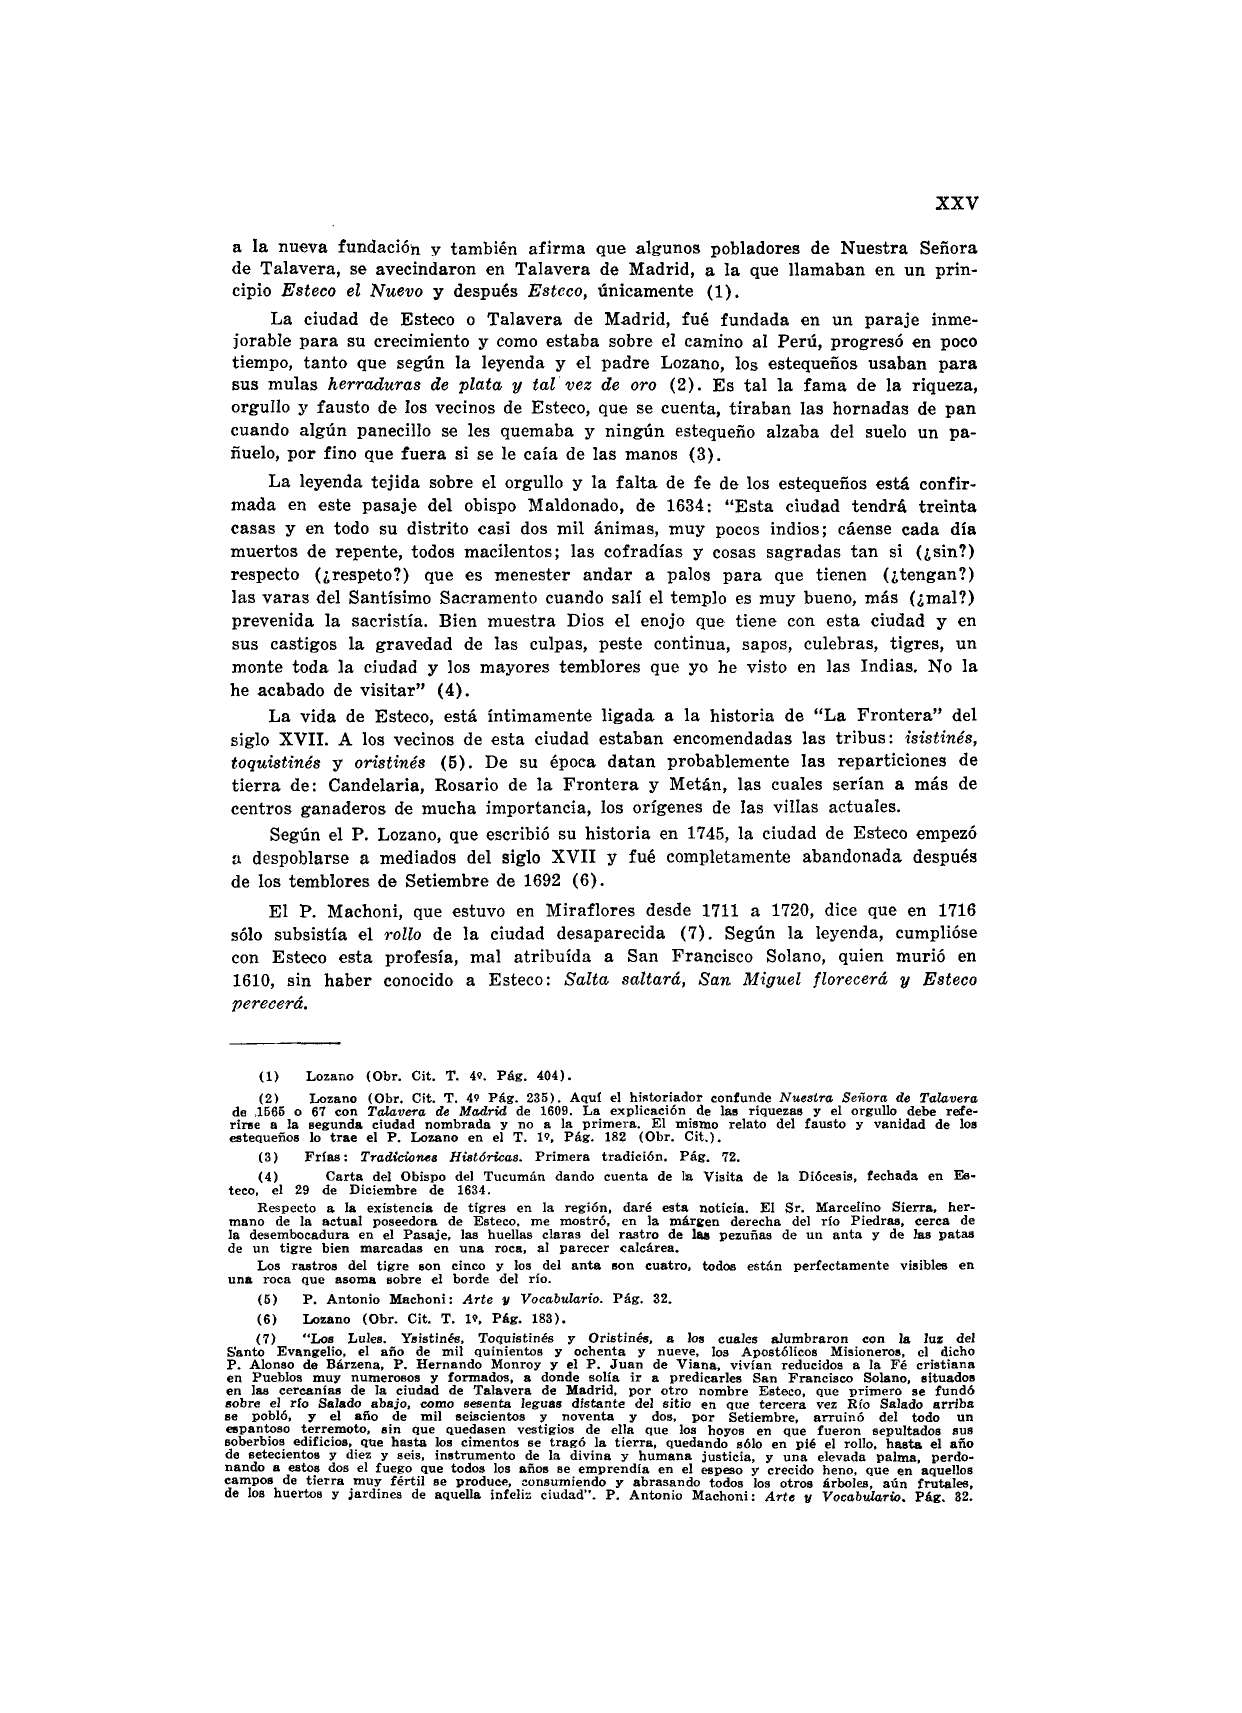 XXV
a la nueva fundación y también afirma que algunos pobladores de Nuestra Señora
de Talavera, se avecindaron en Talavera de Madrid, a la que llamaban en un prin-
cipio Esteco el Nuevo y después Esteco, únicamente (1).
La ciudad de Esteco o Talavera de Madrid, fué fundada en un paraje inme-
jorable para su crecimiento y como estaba sobre el camino al Perú, progresó en poco
tiempo, tanto que según la leyenda y el padre Lozano, los estequeños usaban para
sus mulas herraduras de plata y tal vez de oro (2). Es tal la fama de la riqueza,
orgullo y fausto de los vecinos de Esteco, que se cuenta, tiraban las hornadas de pan
cuando algún panecillo se les quemaba y ningún estequeño alzaba del suelo un pa-
ñuelo, por fino que fuera si se le caía de las manos (3).
La leyenda tejida sobre el orgullo y la falta de fe de los estequeños está confir-
mada en este pasaje del obispo Maldonado, de 1634: “Esta ciudad tendrá treinta
casas y en todo su distrito casi dos mil ánimas, muy pocos indios; cáense cada día
muertos de repente, todos macilentos; las cofradías y cosas sagradas tan si (¿sin?)
respecto (¿respeto?) que es menester andar a palos para que tienen (¿tengan?)
las varas del Santísimo Sacramento cuando salí el templo es muy bueno, más (¿mal?)
prevenida la sacristía. Bien muestra Dios el enojo que tiene con esta ciudad y en
sus castigos la gravedad de las culpas, peste continua, sapos, culebras, tigres, un
monte toda la ciudad y los mayores temblores que yo he visto en las Indias. No la
he acabado de visitar” (4).
La vida de Esteco, está íntimamente ligada a la historia de “La Frontera” del
siglo XVII. A los vecinos de esta ciudad estaban encomendadas las tribus: isistinés,
toquistinés y oristinés (5). De su época datan probablemente las reparticiones de
tierra de: Candelaria, Rosario de la Frontera y Metán, las cuales serían a más de
centros ganaderos de mucha importancia, los orígenes de las villas actuales.
Según el P. Lozano, que escribió su historia en 1745, la ciudad de Esteco empezó
a despoblarse a mediados del siglo XVII y fué completamente abandonada después
de los temblores de Setiembre de 1692 (6).
El P. Machoni, que estuvo en Miraflores desde 1711 a 1720, dice que en 1716
sólo subsistía el rollo de la ciudad desaparecida (7). Según la leyenda, cumplióse
con Esteco esta profesía, mal atribuída a San Francisco Solano, quien murió en
1610, sin haber conocido a Esteco: Salta saltará, San Miguel florecerá y Esteco
perecerá.
(1) Lozano (Obr. Cit. T. 4º. Pág. 404).
(2) Lozano (Obr. Cit. T. 4º Pág. 235). Aquí el historiador confunde Nuestra Señora de Talavera
de 1565 o 67 con Talavera de Madrid de 1609. La explicación de las riquezas y el orgullo debe refe-
rirse a la segunda ciudad nombrada y no a la primera. El mismo relato del fausto y vanidad de los
estequeños lo trae el P. Lozano en el T. 1º, Pág. 182 (Obr. Cit.).
(3) Frías: Tradiciones Históricas. Primera tradición. Pág. 72.
(4) Carta del Obispo del Tucumán dando cuenta de la Visita de la Diócesis, fechada en Es-
teco, el 29 de Diciembre de 1634.
Respecto a la existencia de tigres en la región, daré esta noticia. El Sr. Marcelino Sierra, her-
mano de la actual poseedora de Esteco, me mostró, en la márgen derecha del río Piedras, cerca de
la desembocadura en el Pasaje, las huellas claras del rastro de las pezuñas de un anta y de las patas
de un tigre bien marcadas en una roca, al parecer calcárea.
Los rastros del tigre son cinco y los del anta son cuatro, todos están perfectamente visibles en
una roca que asoma sobre el borde del río.
(5) P. Antonio Machoni: Arte y Vocabulario. Pág. 32.
(6) Lozano (Obr. Cit. T. 1º, Pág. 183).
(7) “Los Lules. Ysistinés, Toquistinés y Oristinés, a los cuales alumbraron con la luz del
Santo Evangelio, el año de mil quinientos y ochenta y nueve, los Apostólicos Misioneros, el dicho
P. Alonso de Bárzena, P. Hernando Monroy y el P. Juan de Viana, vivían reducidos a la Fé cristiana
en Pueblos muy numerosos y formados, a donde solía ir a predicarles San Francisco Solano, situados
en las cercanías de la ciudad de Talavera de Madrid, por otro nombre Esteco, que primero se fundó
sobre el río Salado abajo, como sesenta leguas distante del sitio en que tercera vez Río Salado arriba
se pobló, y el año de mil seiscientos y noventa y dos, por Setiembre, arruinó del todo un
espantoso terremoto, sin que quedasen vestigios de ella que los hoyos en que fueron sepultados sus
soberbios edificios, que hasta los cimentos se tragó la tierra, quedando sólo en pié el rollo, hasta el año
de setecientos y diez y seis, instrumento de la divina y humana justicia, y una elevada palma, perdo-
nando a estos dos el fuego que todos los años se emprendía en el espeso y crecido heno, que en aquellos
campos de tierra muy fértil se produce, consumiendo y abrasando todos los otros árboles, aún frutales,
de los huertos y jardines de aquella infeliz ciudad”. P. Antonio Machoni: Arte y Vocabulario. Pág. 32.